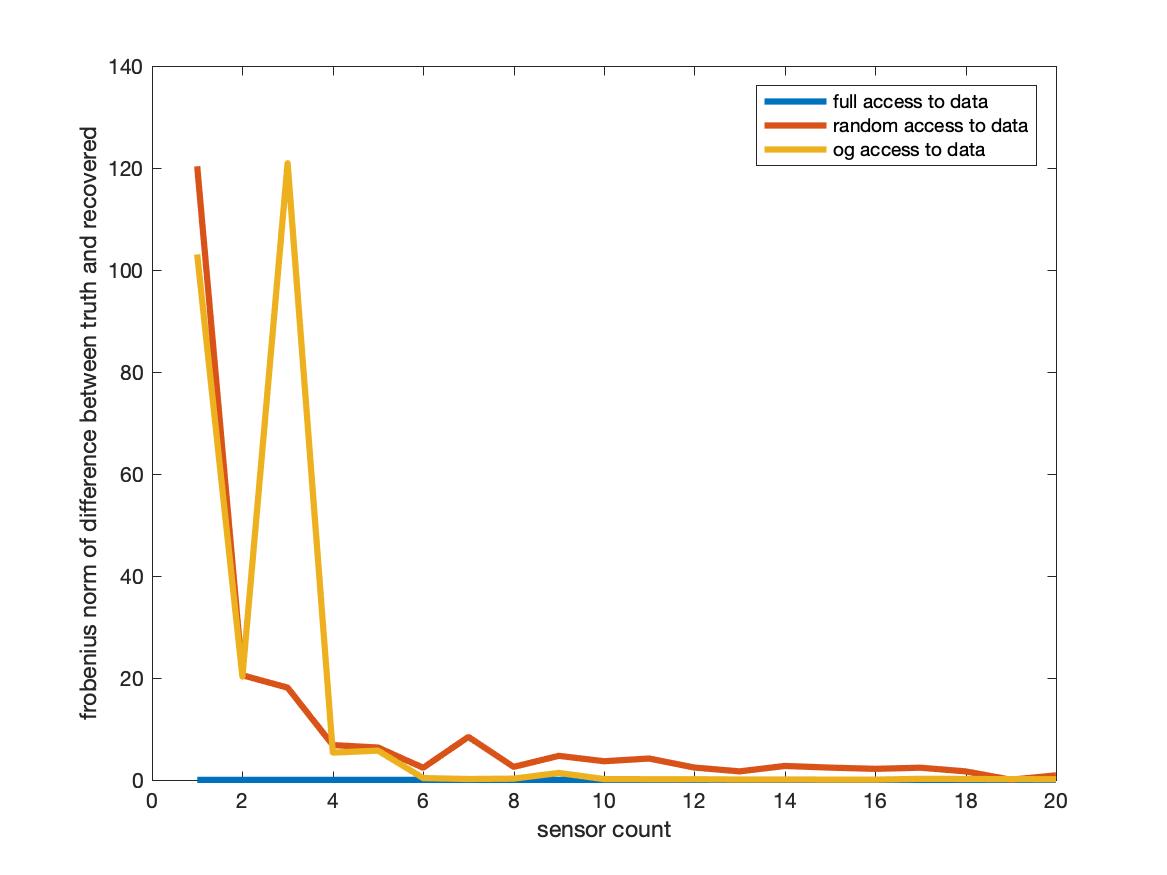 140
120
100
80
60
40
20
0
frobenius norm of difference between truth and recovered
full access to data
random access to data
og access to data
0 2 4 6 8 10 12 14 16 18 20
sensor count